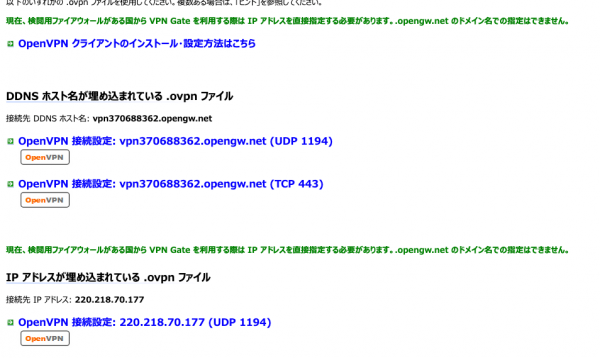 以下のいずれかの .ovpn ファイルを使用してください。複数ある場合は、「ヒント」を参照してください。
現在、検閲用ファイアウォールがある国から VPN Gate を利用する際は IP アドレスを直接指定する必要があります。.opengw.net のドメイン名での指定はできません。
OpenVPN クライアントのインストール・設定方法はこちら
DDNS ホスト名が埋め込まれている .ovpn ファイル
接続先 DDNS ホスト名: vpn370688362.opengw.net
OpenVPN 接続設定: vpn370688362.opengw.net (UDP 1194)
OpenVPN
OpenVPN 接続設定: vpn370688362.opengw.net (TCP 443)
OpenVPN
現在、検閲用ファイアウォールがある国から VPN Gate を利用する際は IP アドレスを直接指定する必要があります。.opengw.net のドメイン名での指定はできません。
IP アドレスが埋め込まれている .ovpn ファイル
接続先 IP アドレス: 220.218.70.177
OpenVPN 接続設定: 220.218.70.177 (UDP 1194)
OpenVPN